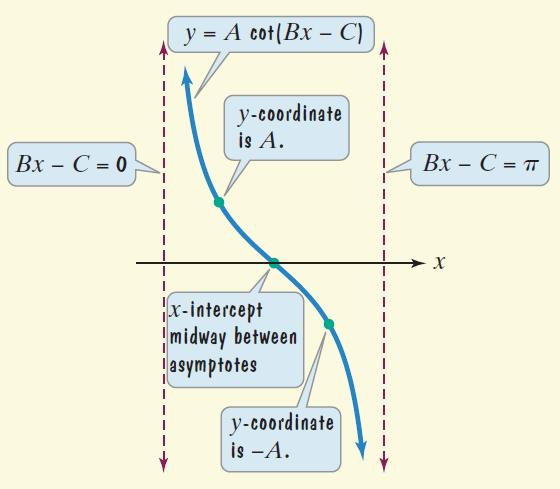 y = A cot(Bx − C)
y-coordinate
is A.
Bx − C = 0
Bx − C = π
x
x-intercept
midway between
asymptotes
y-coordinate
is −A.